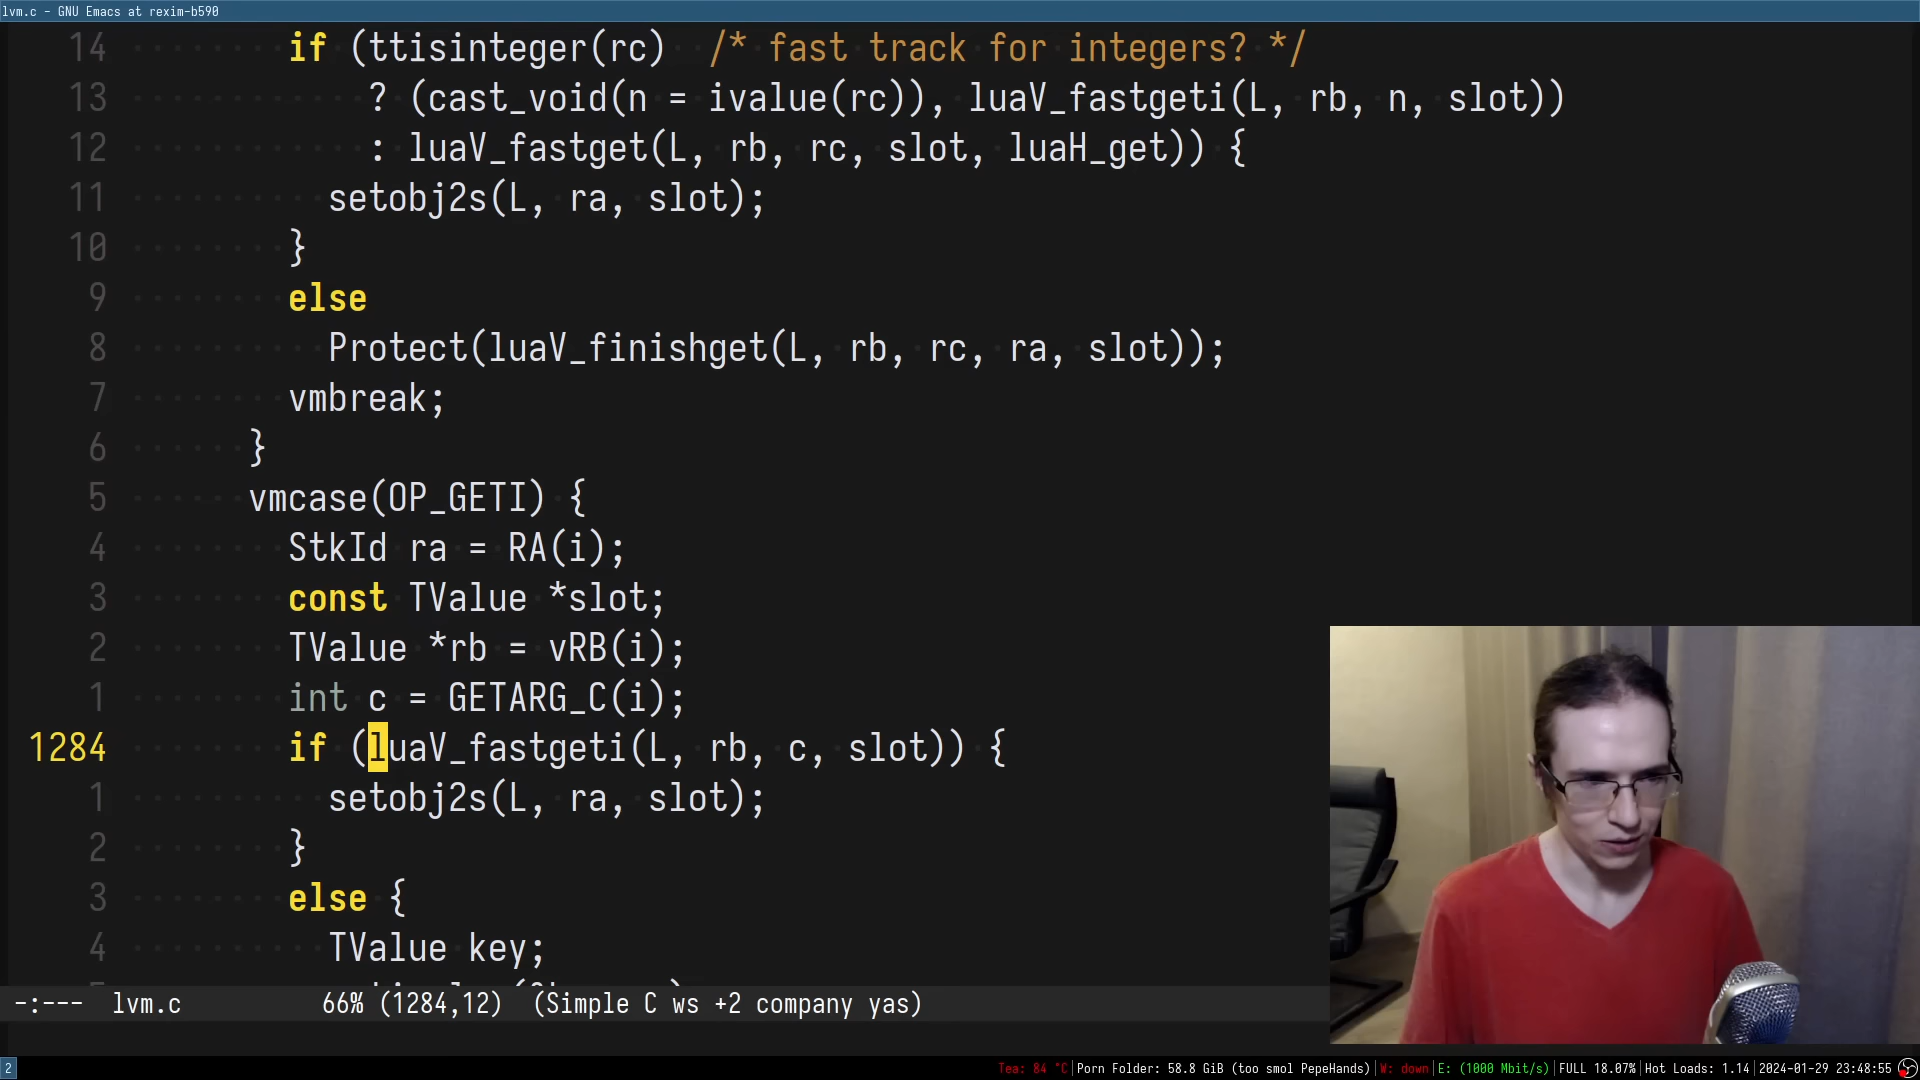 lvm.c - GNU Emacs at rexim-b590
14 if (ttisinteger(rc)  /* fast track for integers? */
13 ? (cast_void(n = ivalue(rc)), luaV_fastgeti(L, rb, n, slot))
12 : luaV_fastget(L, rb, rc, slot, luaH_get)) {
11 setobj2s(L, ra, slot);
10 }
9 else
8 Protect(luaV_finishget(L, rb, rc, ra, slot));
7 vmbreak;
6 }
5 vmcase(OP_GETI) {
4 StkId ra = RA(i);
3 const TValue *slot;
2 TValue *rb = vRB(i);
1 int c = GETARG_C(i);
1284 if (luaV_fastgeti(L, rb, c, slot)) {
1 setobj2s(L, ra, slot);
2 }
3 else {
4 TValue key;
-:--- lvm.c 66% (1284,12) (Simple C ws +2 company yas)
2 Tea: 84 °C|Porn Folder: 58.8 GiB (too smol PepeHands)|W: down|E: (1000 Mbit/s)|FULL 18.07%|Hot Loads: 1.14|2024-01-29 23:48:55